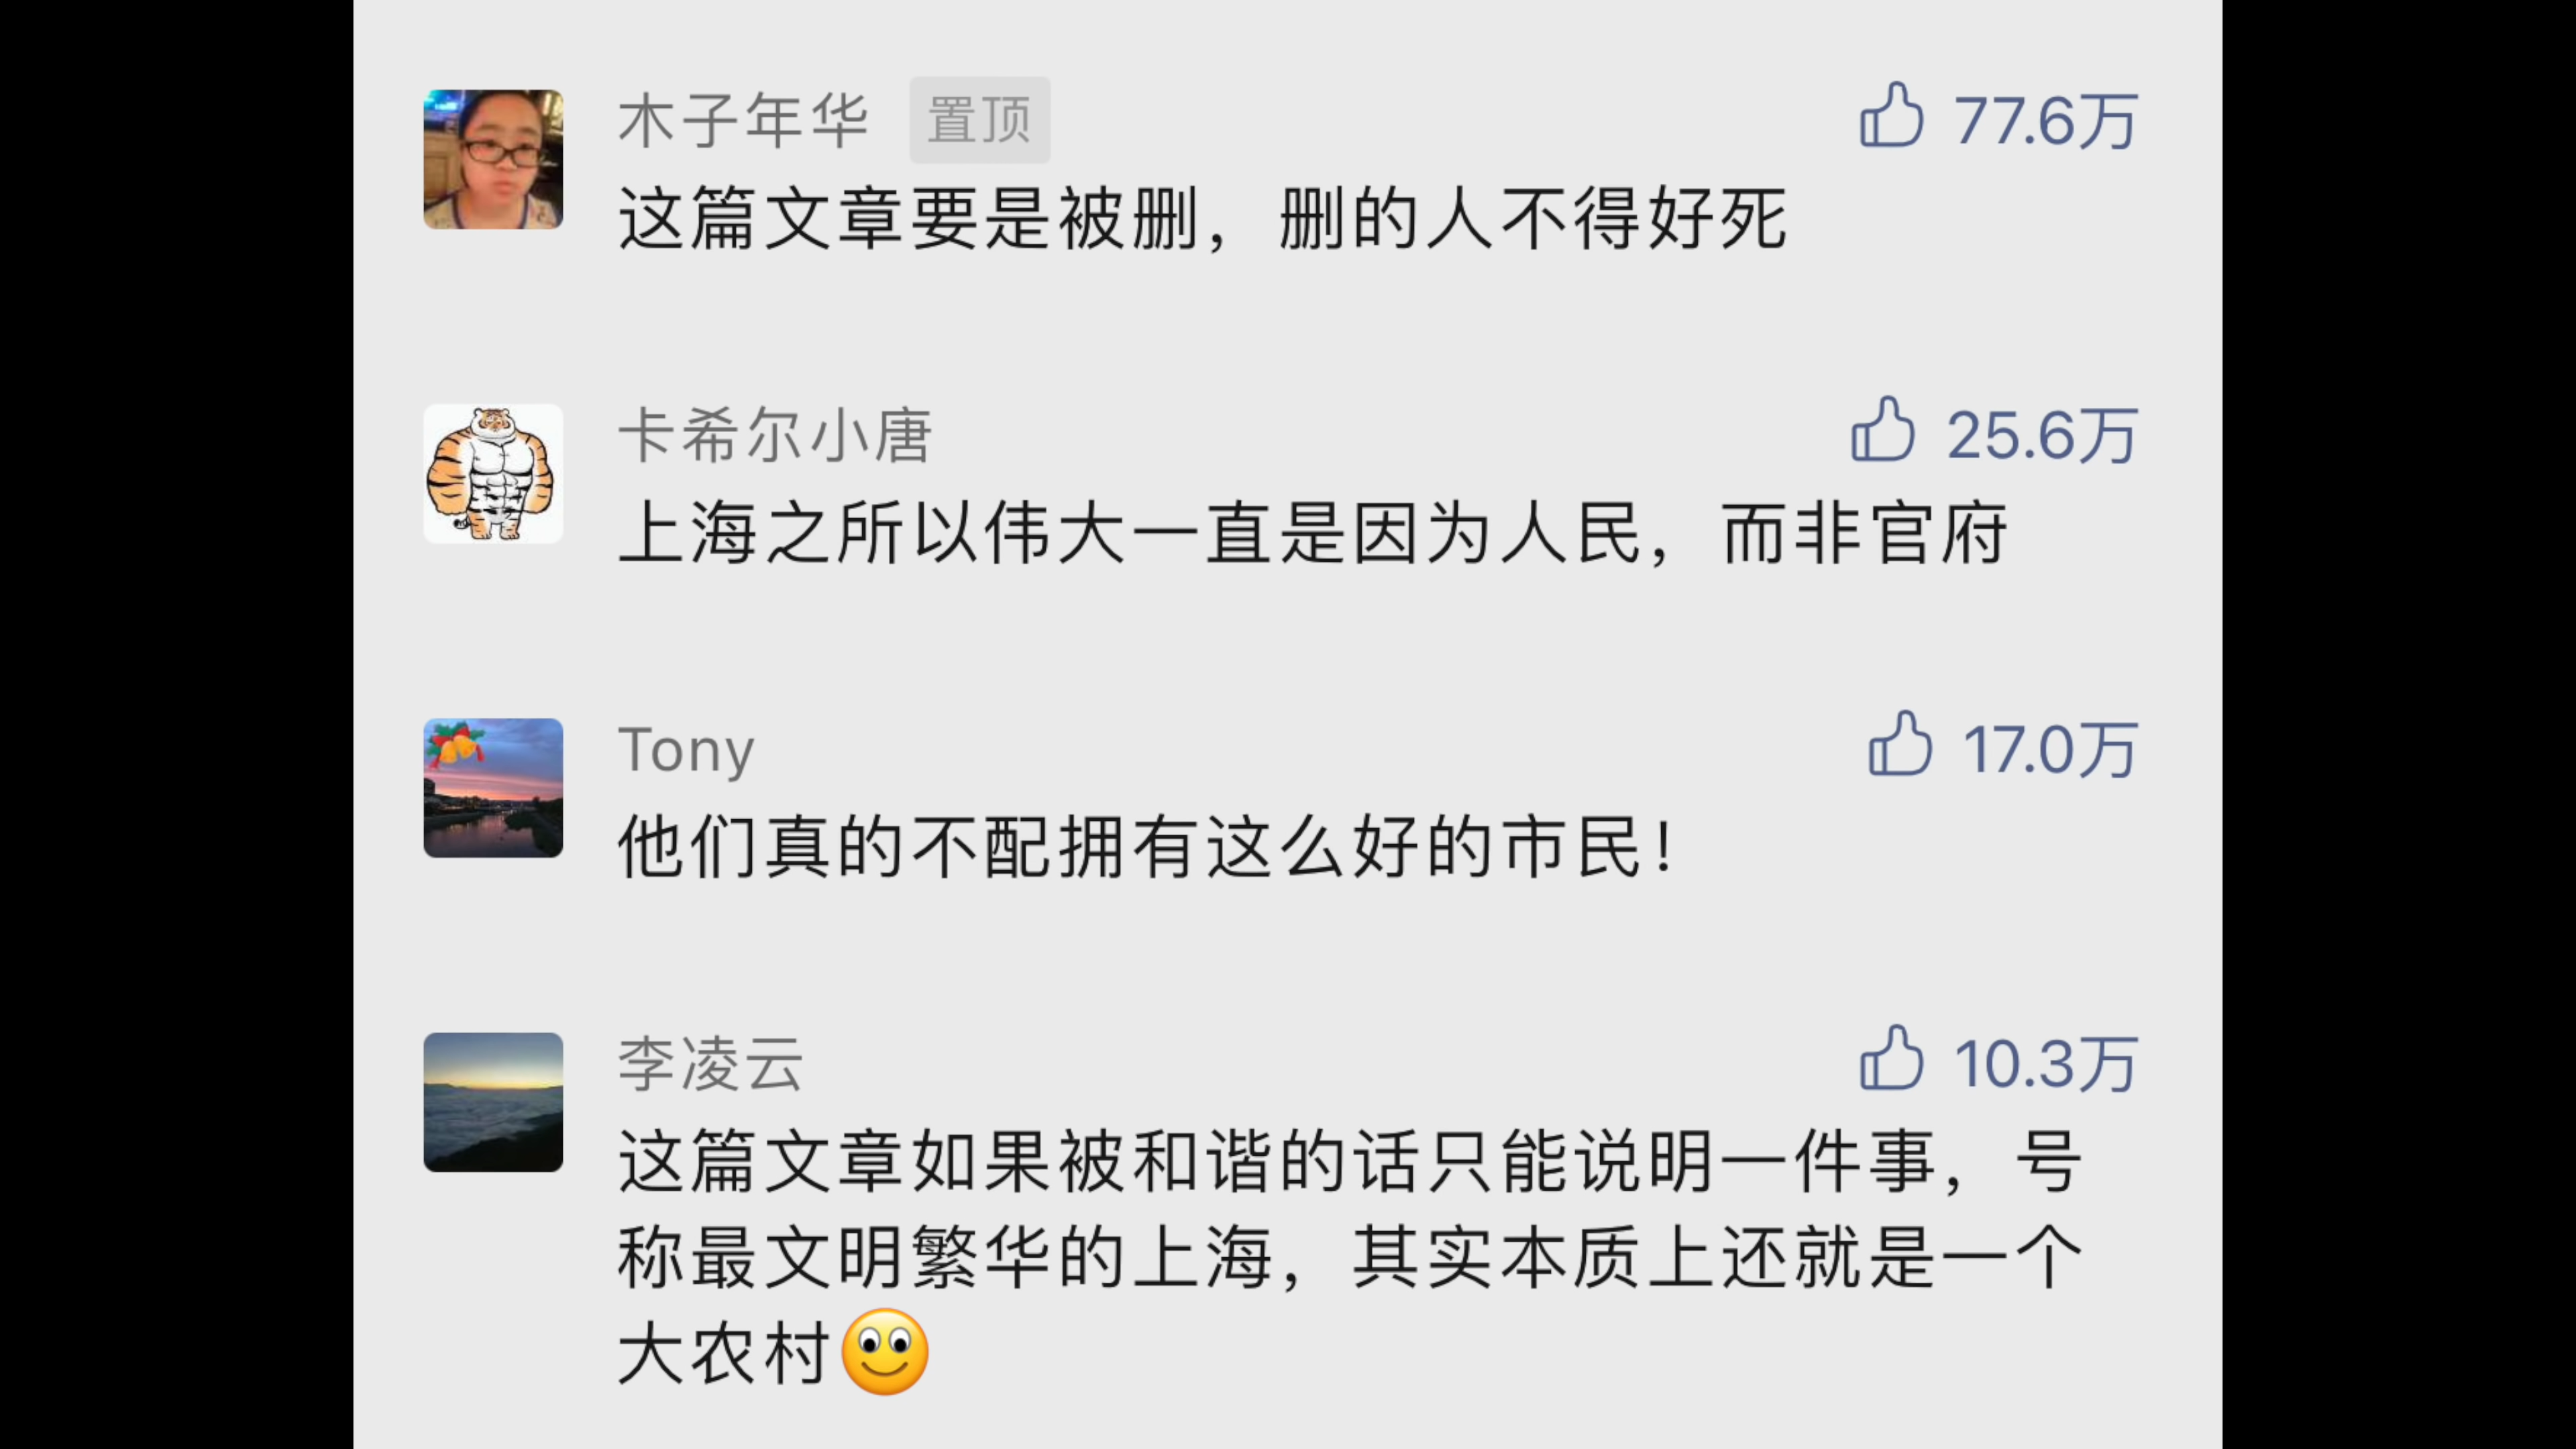 木子年华 置顶 77.6万
这篇文章要是被删，删的人不得好死
卡希尔小唐 25.6万
上海之所以伟大一直是因为人民，而非官府
Tony 17.0万
他们真的不配拥有这么好的市民！
李凌云 10.3万
这篇文章如果被和谐的话只能说明一件事，号
称最文明繁华的上海，其实本质上还就是一个
大农村